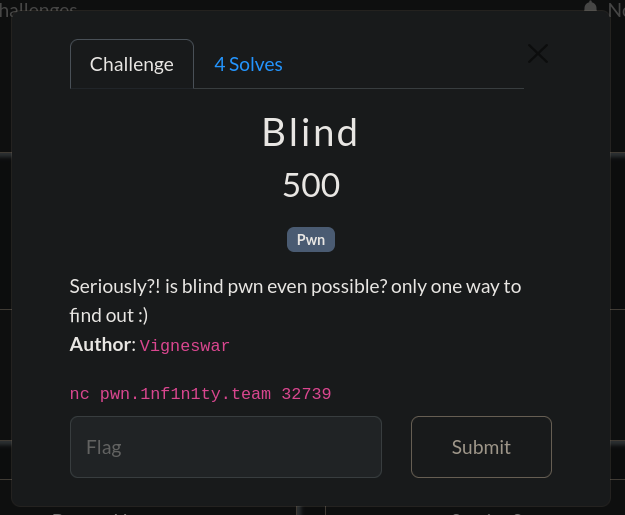 Challenge
4 Solves
Blind
500
Pwn
Seriously?! is blind pwn even possible? only one way to
find out :)
Author: Vigneswar
nc pwn.1nf1n1ty.team 32739
Flag
Submit